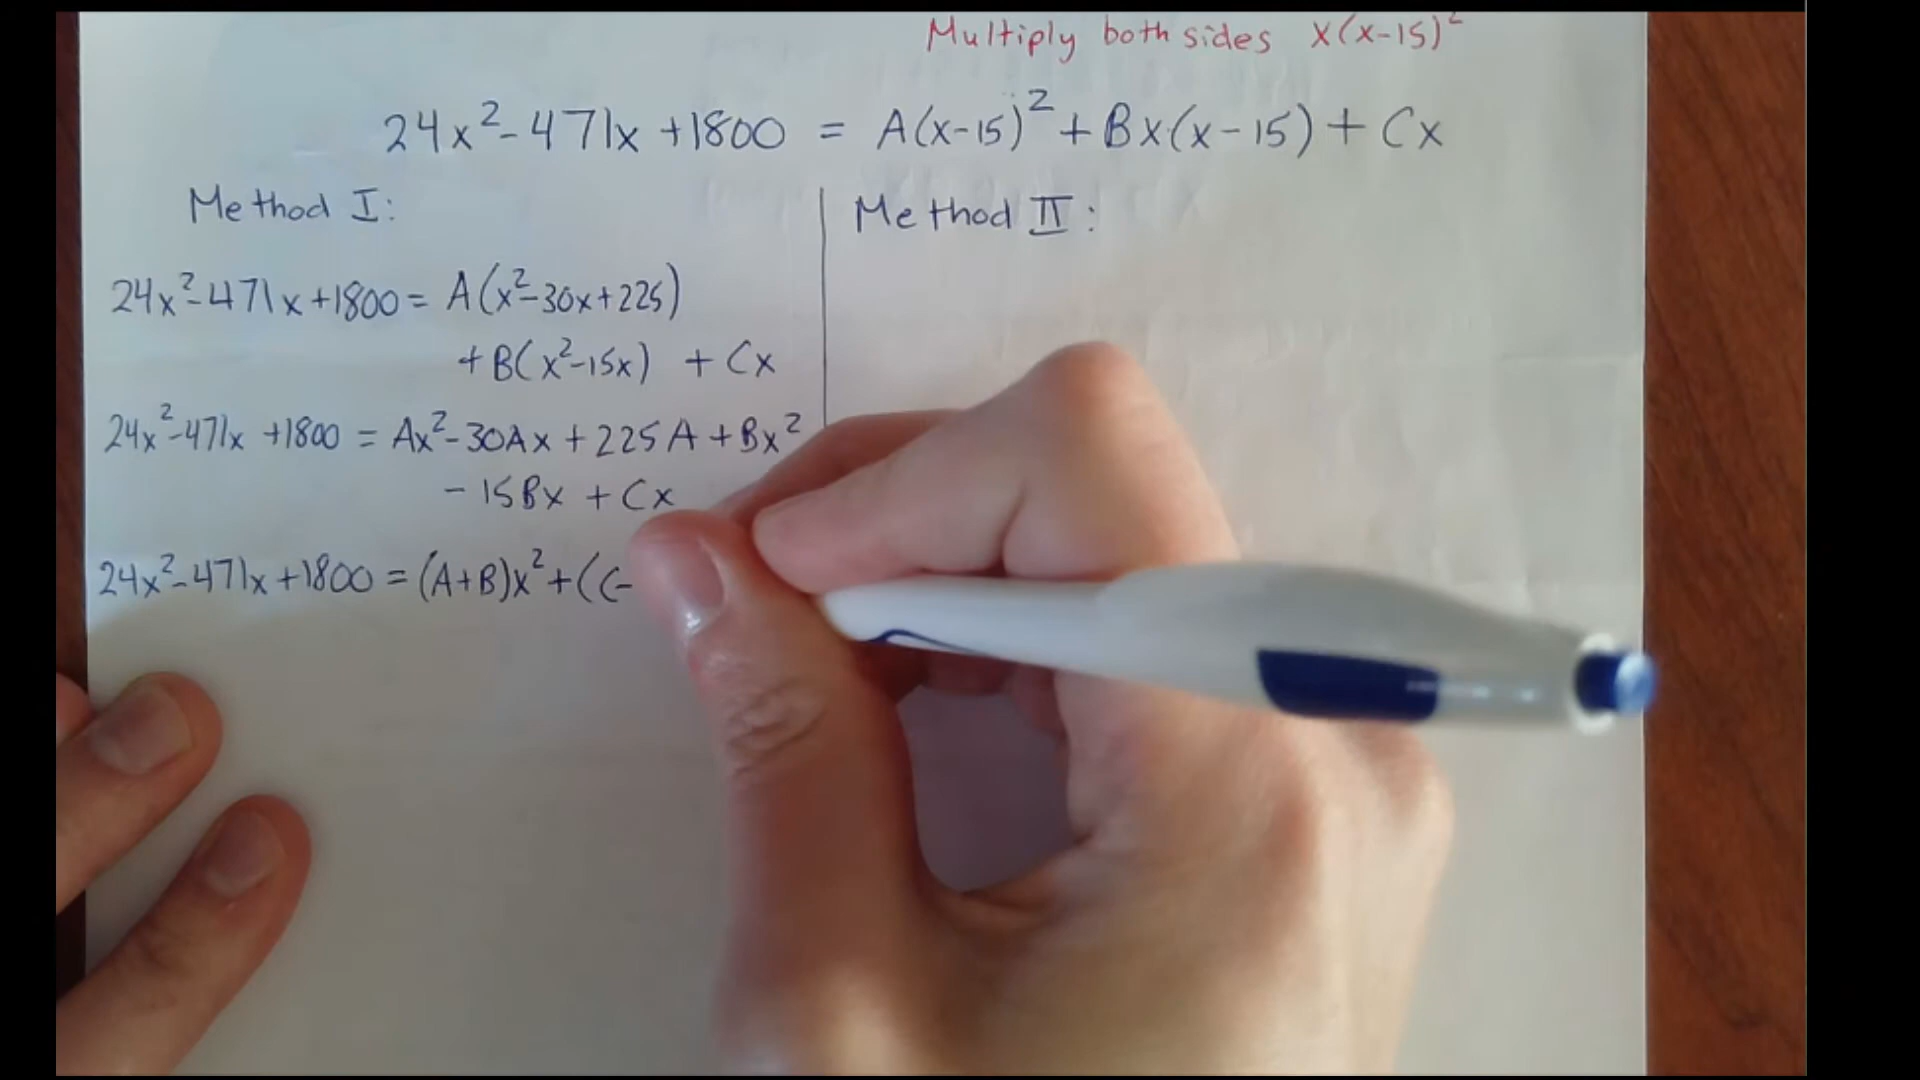 Multiply both sides x(x-15)²
24x² - 471x + 1800 = A(x-15)² + Bx(x-15) + Cx
Method I:
24x² - 471x + 1800 = A(x² - 30x + 225)
+ B(x² - 15x) + Cx
24x² - 471x + 1800 = Ax² - 30Ax + 225A + Bx²
- 15Bx + Cx
24x² - 471x + 1800 = (A+B)x² + (C-
Method II: